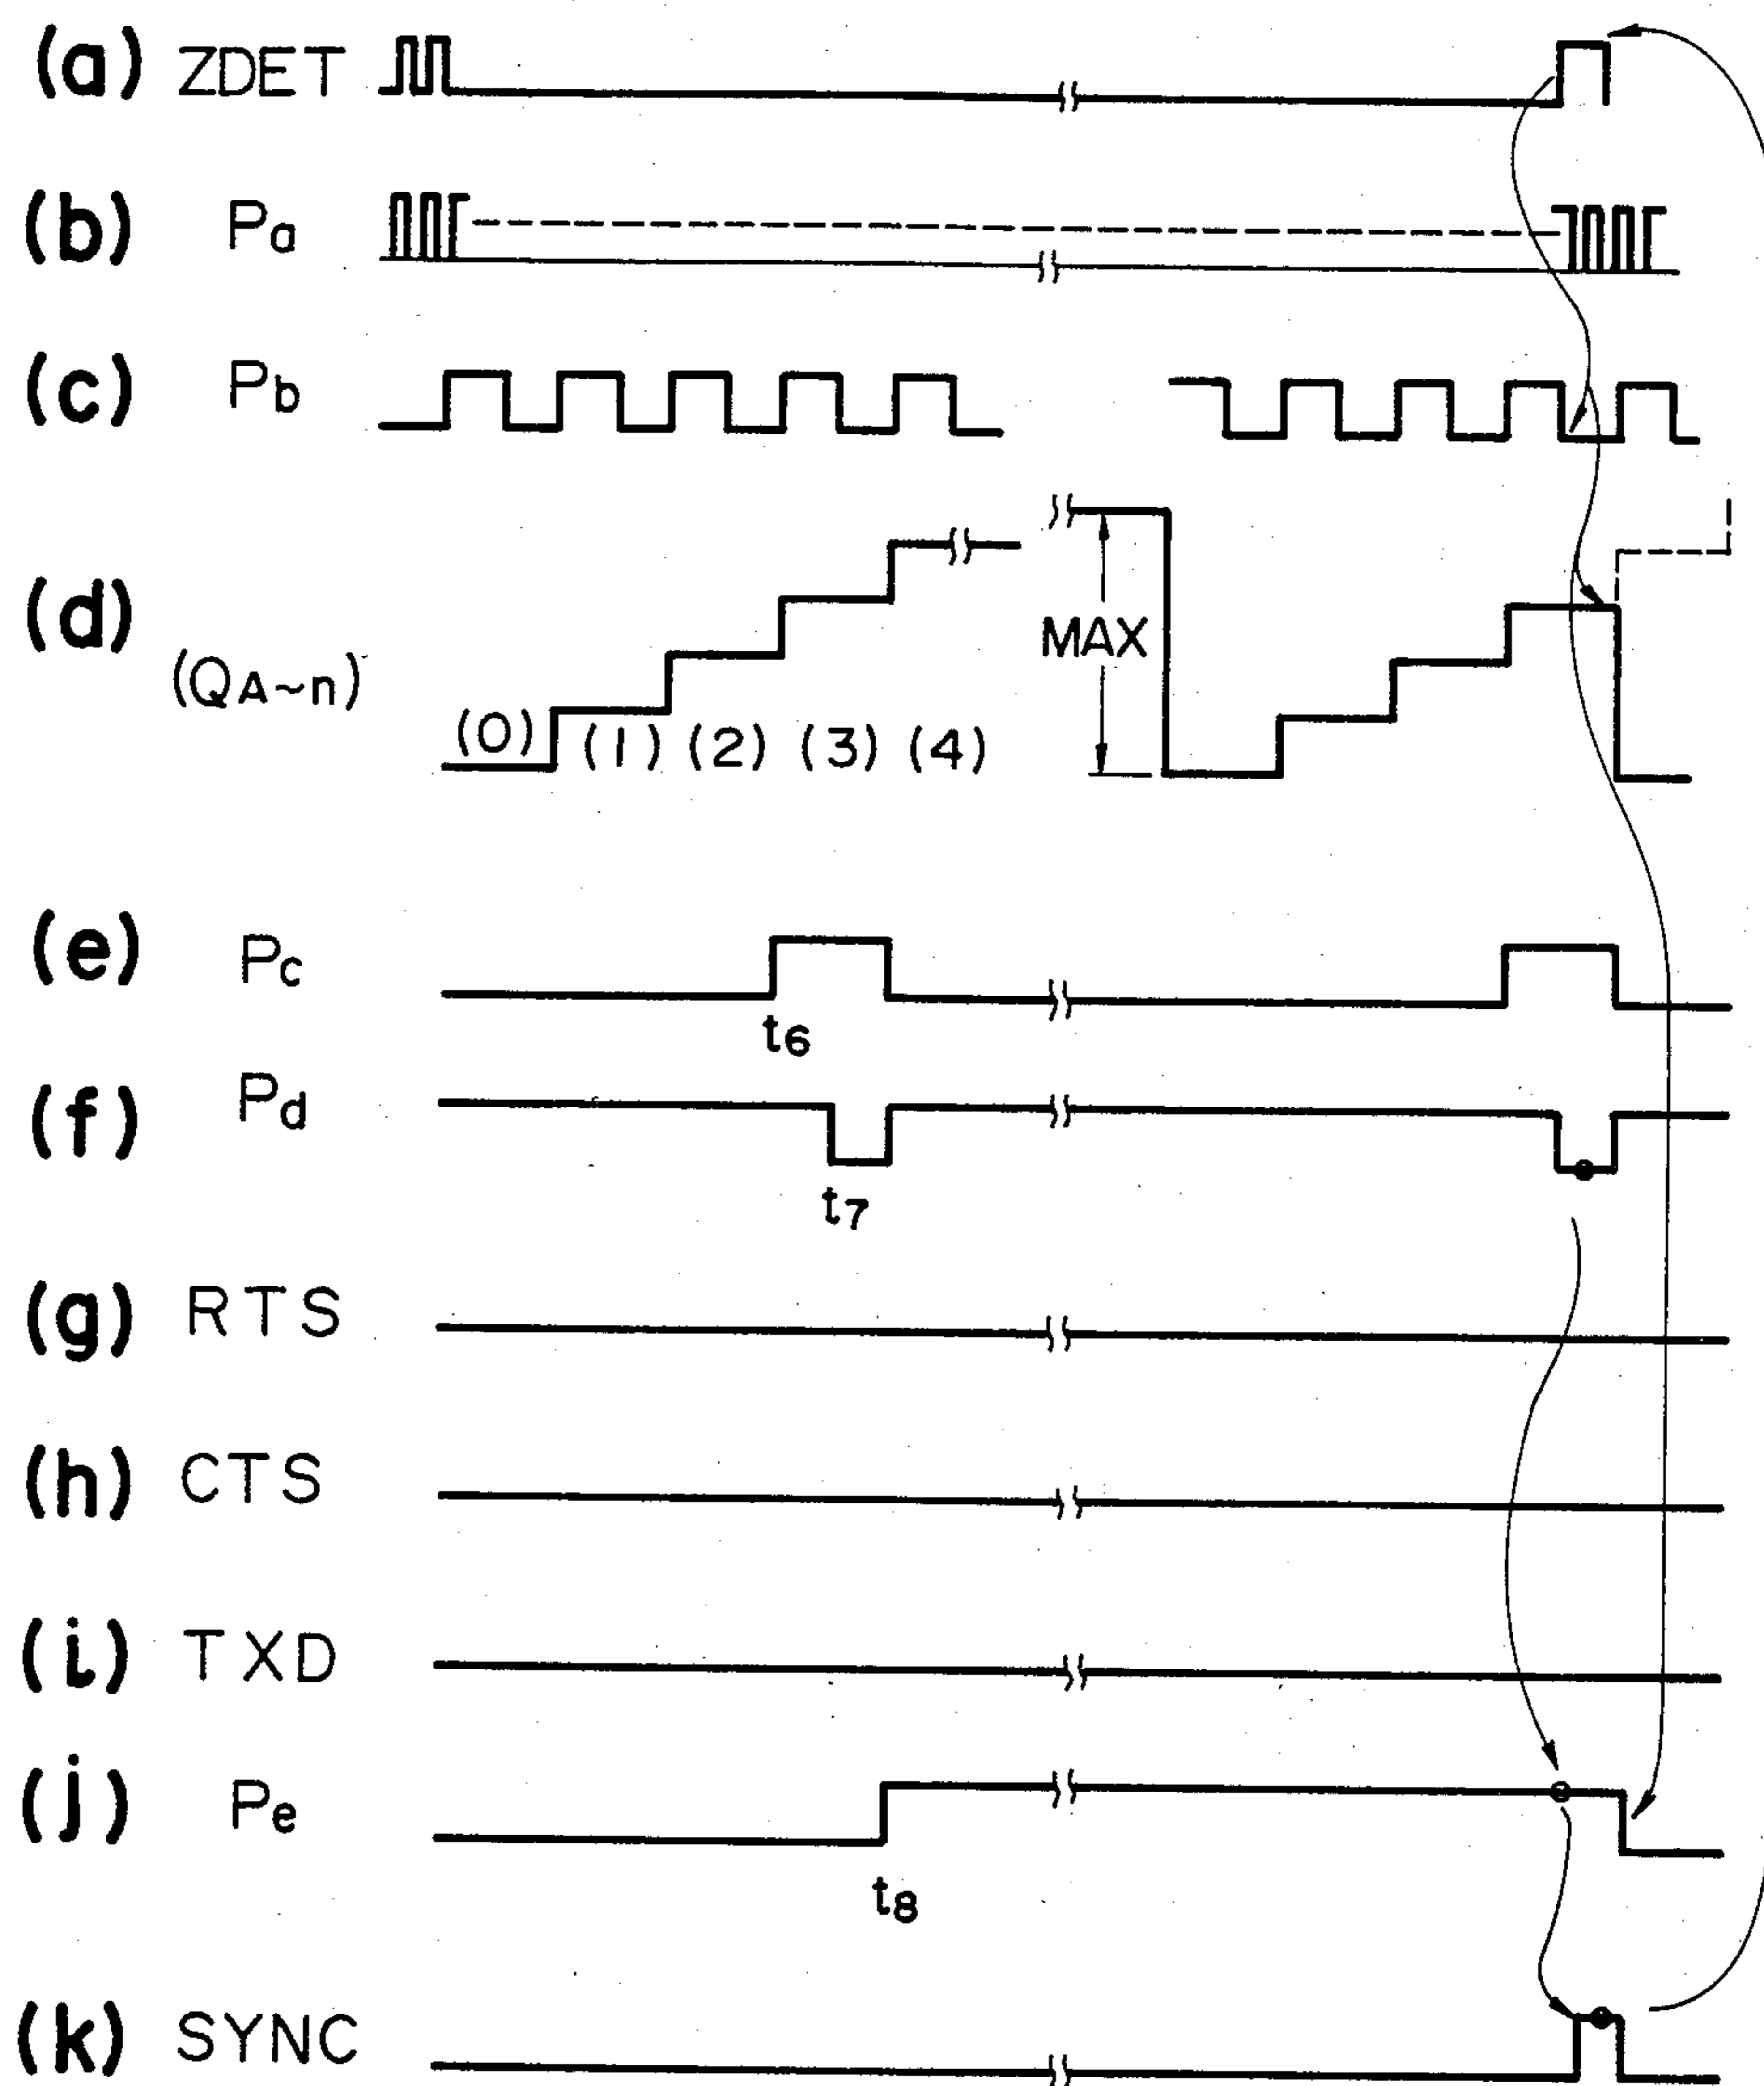 (a) ZDET
(b) Pa
(c) Pb
(d) (QA~n)
(0) (1) (2) (3) (4)
MAX
(e) Pc
t6
(f) Pd
t7
(g) RTS
(h) CTS
(i) TXD
(j) Pe
t8
(k) SYNC